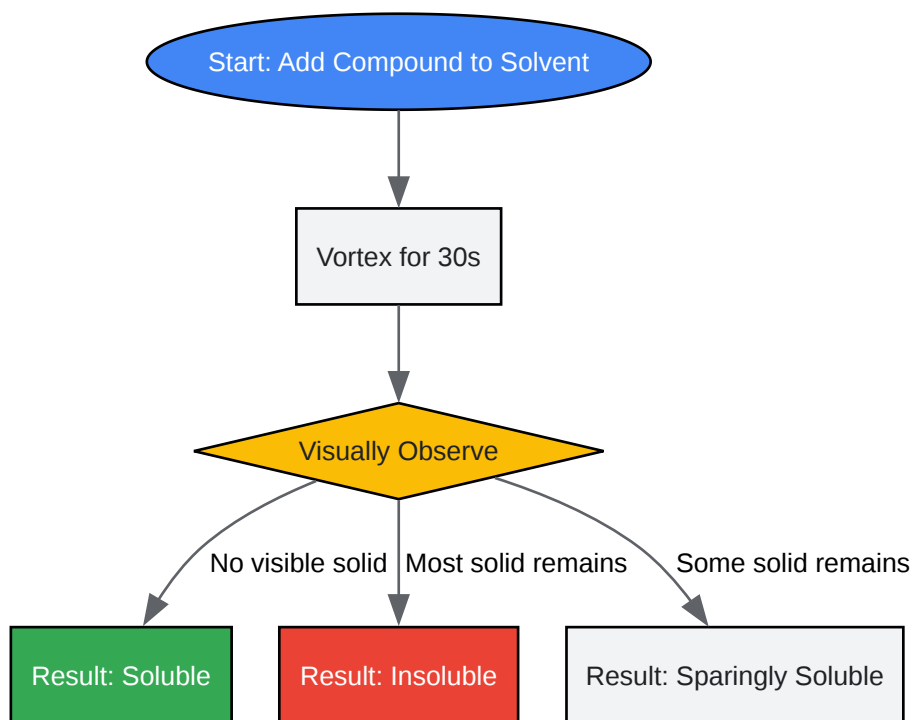 Start: Add Compound to Solvent
Vortex for 30s
Visually Observe
No visible solid
Most solid remains
Some solid remains
Result: Soluble
Result: Insoluble
Result: Sparingly Soluble